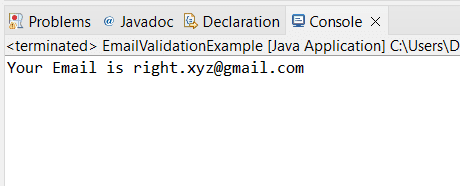 Problems @ Javadoc Declaration Console
<terminated> EmailValidationExample [Java Application] C:\Users\D
Your Email is right.xyz@gmail.com